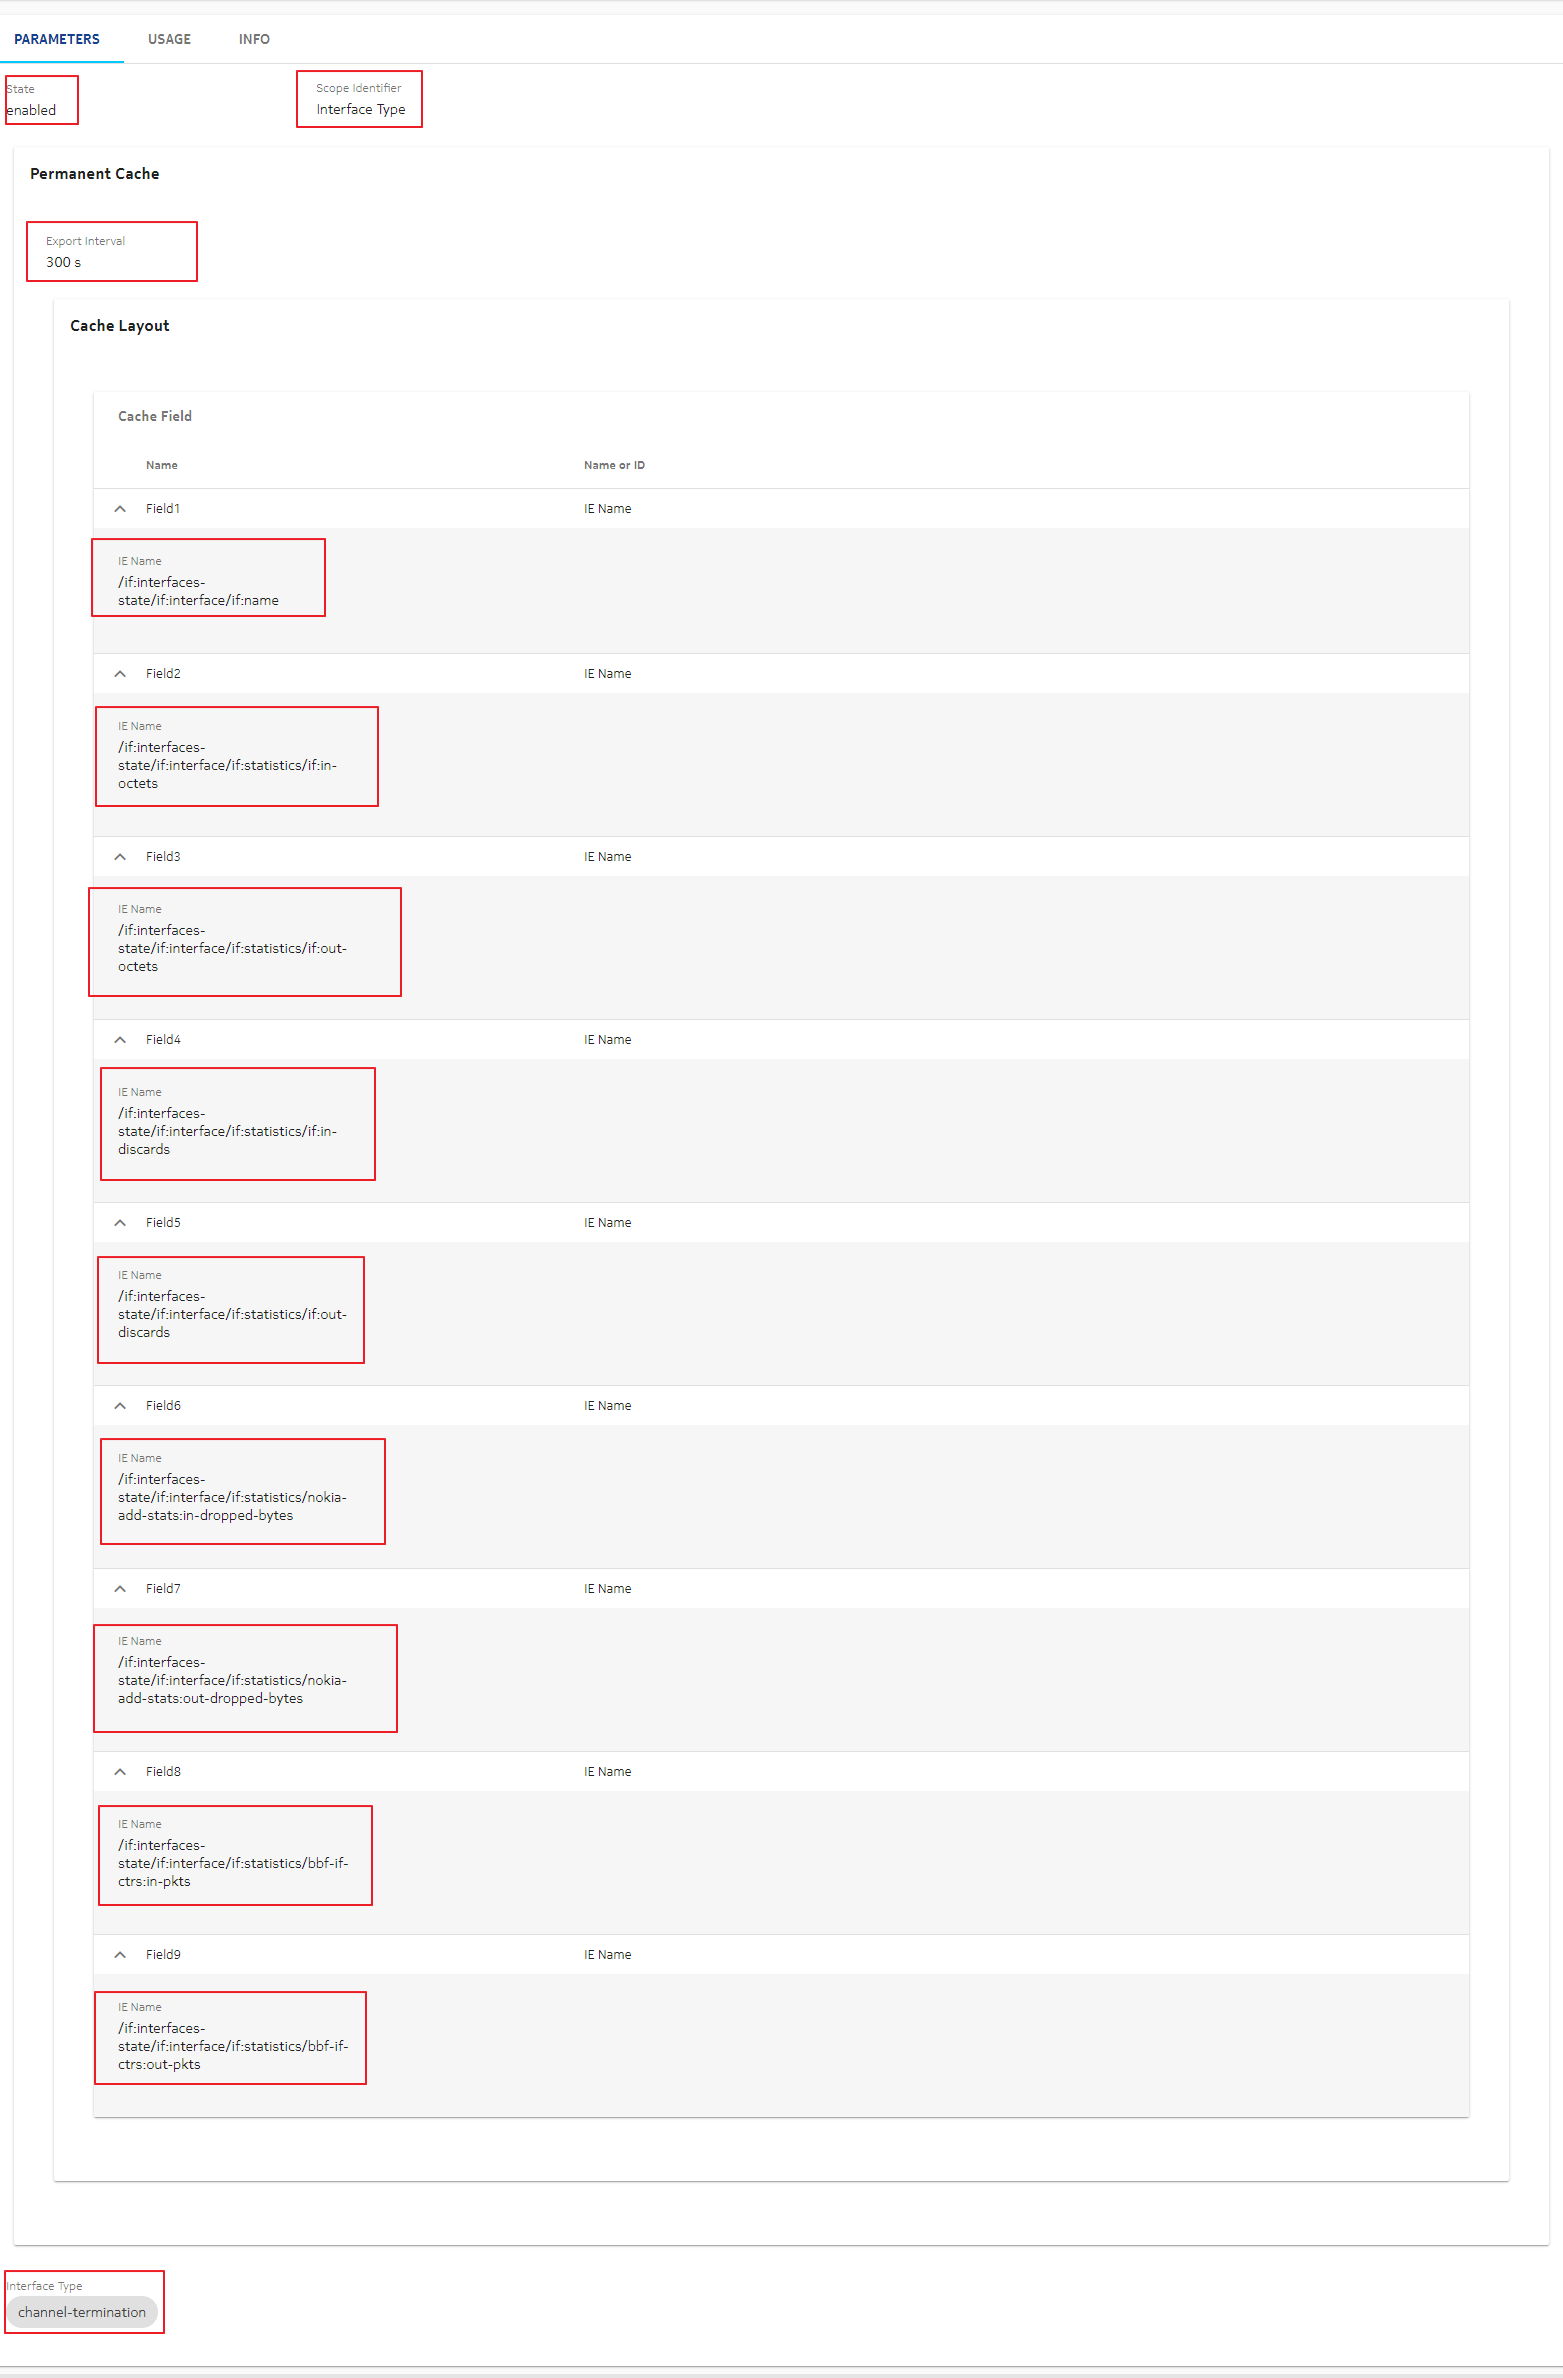 PARAMETERS USAGE INFO
State Scope Identifier
enabled Interface Type
Permanent Cache
Export Interval
300 s
Cache Layout
Cache Field
Name Name or ID
Field1 IE Name
IE Name
/if:interfaces-
state/if:interface/if:name
Field2 IE Name
IE Name
/if:interfaces-
state/if:interface/if:statistics/if:in-
octets
Field3 IE Name
IE Name
/if:interfaces-
state/if:interface/if:statistics/if:out-
octets
Field4 IE Name
IE Name
/if:interfaces-
state/if:interface/if:statistics/if:in-
discards
Field5 IE Name
IE Name
/if:interfaces-
state/if:interface/if:statistics/if:out-
discards
Field6 IE Name
IE Name
/if:interfaces-
state/if:interface/if:statistics/nokia-
add-stats:in-dropped-bytes
Field7 IE Name
IE Name
/if:interfaces-
state/if:interface/if:statistics/nokia-
add-stats:out-dropped-bytes
Field8 IE Name
IE Name
/if:interfaces-
state/if:interface/if:statistics/bbf-if-
ctrs:in-pkts
Field9 IE Name
IE Name
/if:interfaces-
state/if:interface/if:statistics/bbf-if-
ctrs:out-pkts
Interface Type
channel-termination